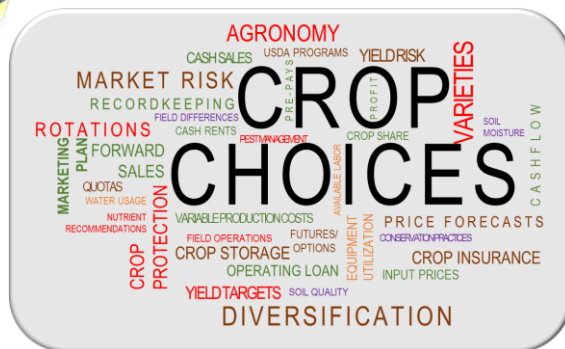 AGRONOMY
CASH SALES
USDA PROGRAMS
YIELD RISK
MARKET RISK
CROP
PRE-PAYS
PROFIT
VARIETIES
RECORDKEEPING
FIELD DIFFERENCES
CASH RENTS
ROTATIONS
PEST MANAGEMENT
CROP SHARE
SOIL
MOISTURE
CASHFLOW
MARKETING
PLAN
FORWARD
SALES
CHOICES
QUOTAS
WATER USAGE
AVAILABLE LABOR
NUTRIENT
RECOMMENDATIONS
CROP
PROTECTION
VARIABLE PRODUCTION COSTS
PRICE FORECASTS
FIELD OPERATIONS
FUTURES/
OPTIONS
EQUIPMENT
UTILIZATION
CONSERVATION PRACTICES
CROP STORAGE
CROP INSURANCE
OPERATING LOAN
INPUT PRICES
YIELD TARGETS
SOIL QUALITY
DIVERSIFICATION